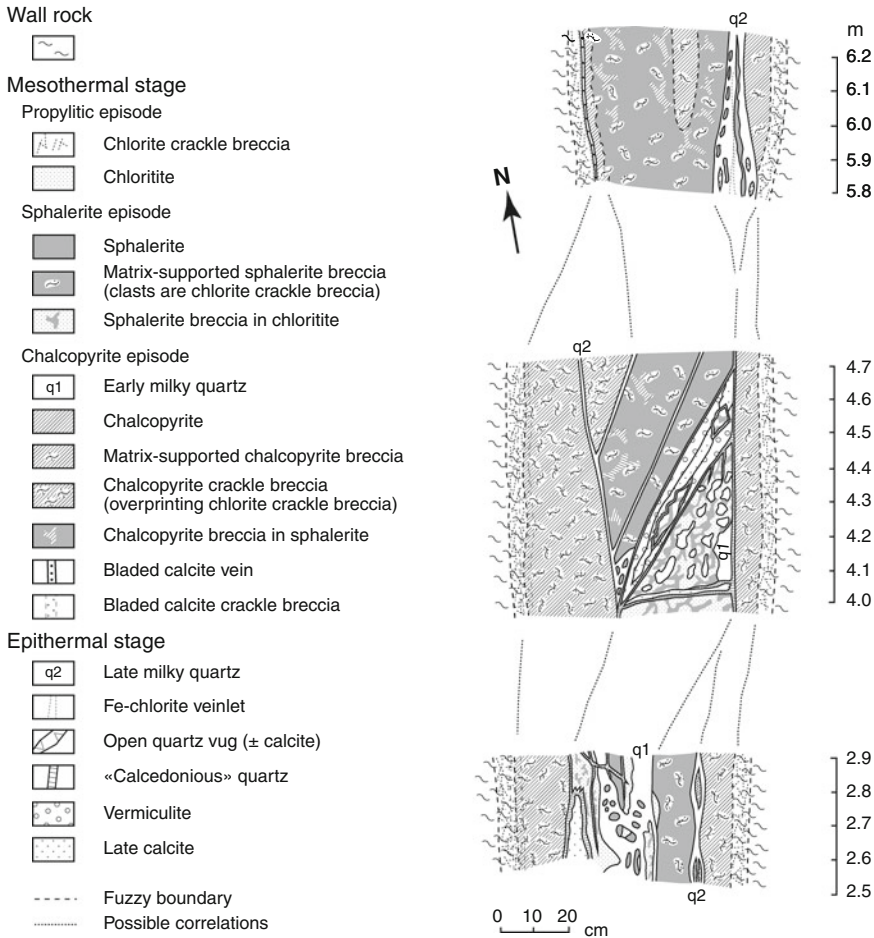 Wall rock
Mesothermal stage
Propylitic episode
Chlorite crackle breccia
Chloritite
Sphalerite episode
Sphalerite
Matrix-supported sphalerite breccia
(clasts are chlorite crackle breccia)
Sphalerite breccia in chloritite
Chalcopyrite episode
q1 Early milky quartz
Chalcopyrite
Matrix-supported chalcopyrite breccia
Chalcopyrite crackle breccia
(overprinting chlorite crackle breccia)
Chalcopyrite breccia in sphalerite
Bladed calcite vein
Bladed calcite crackle breccia
Epithermal stage
q2 Late milky quartz
Fe-chlorite veinlet
Open quartz vug (± calcite)
«Calcedonious» quartz
Vermiculite
Late calcite
Fuzzy boundary
Possible correlations
q2
m
6.2
6.1
6.0
5.9
5.8
N
q2
4.7
4.6
4.5
4.4
4.3
4.2
4.1
4.0
q1
q1
2.9
2.8
2.7
2.6
2.5
q2
0 10 20
cm